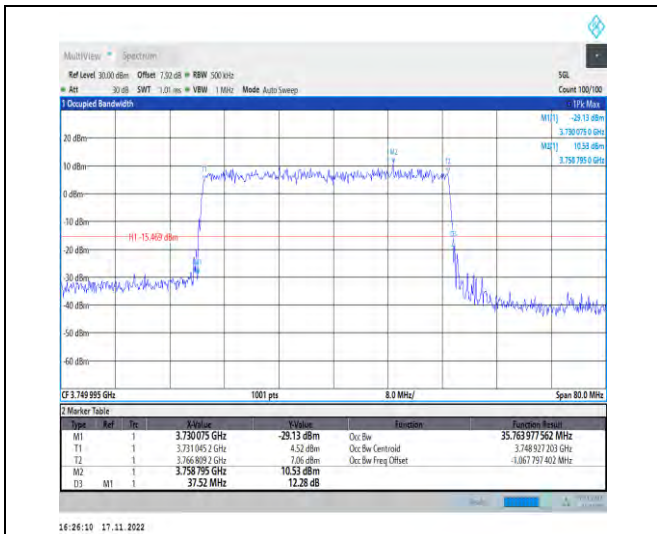 MultiView Spectrum
Ref Level 30.00 dBm Offset 7.92 dB RBW 500 kHz SGL
Att 30 dB SWT 1.01 ms VBW 1 MHz Mode Auto Sweep Count 100/100
1 Occupied Bandwidth 1Pk Max
M1[1] -29.13 dBm
3.730 075 0 GHz
M2[1] 10.53 dBm
3.758 795 0 GHz
20 dBm
M2
T2
10 dBm
0 dBm
-10 dBm
H1 -15.469 dBm
D3
-20 dBm
-30 dBm
-40 dBm
-50 dBm
-60 dBm
CF 3.749 995 GHz 1001 pts 8.0 MHz/ Span 80.0 MHz
2 Marker Table
Type Ref Trc X-Value Y-Value Function Function Result
M1 1 3.730 075 GHz -29.13 dBm Occ Bw 35.763 977 562 MHz
T1 1 3.731 045 2 GHz 4.52 dBm Occ Bw Centroid 3.748 927 203 GHz
T2 1 3.766 809 2 GHz 7.06 dBm Occ Bw Freq Offset -1.067 797 402 MHz
M2 1 3.758 795 GHz 10.53 dBm
D3 M1 1 37.52 MHz 12.28 dB
16:26:10 17.11.2022